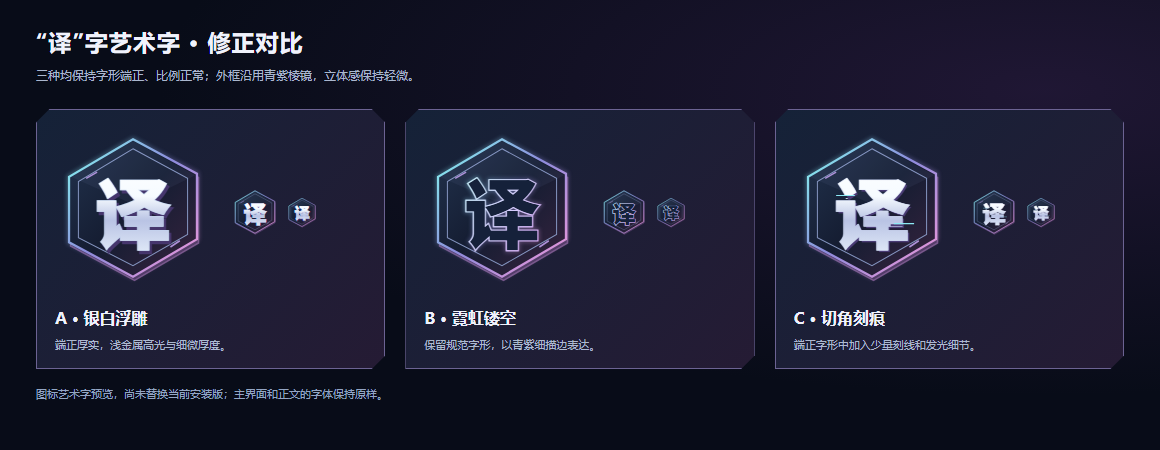 “译”字艺术字 • 修正对比
三种均保持字形端正、比例正常；外框沿用青紫棱镜，立体感保持轻微。
译 译 译
译 译 译
译 译 译
A • 银白浮雕
端正厚实，浅金属高光与细微厚度。
B • 霓虹镂空
保留规范字形，以青紫细描边表达。
C • 切角刻痕
端正字形中加入少量刻线和发光细节。
图标艺术字预览，尚未替换当前安装版；主界面和正文的字体保持原样。